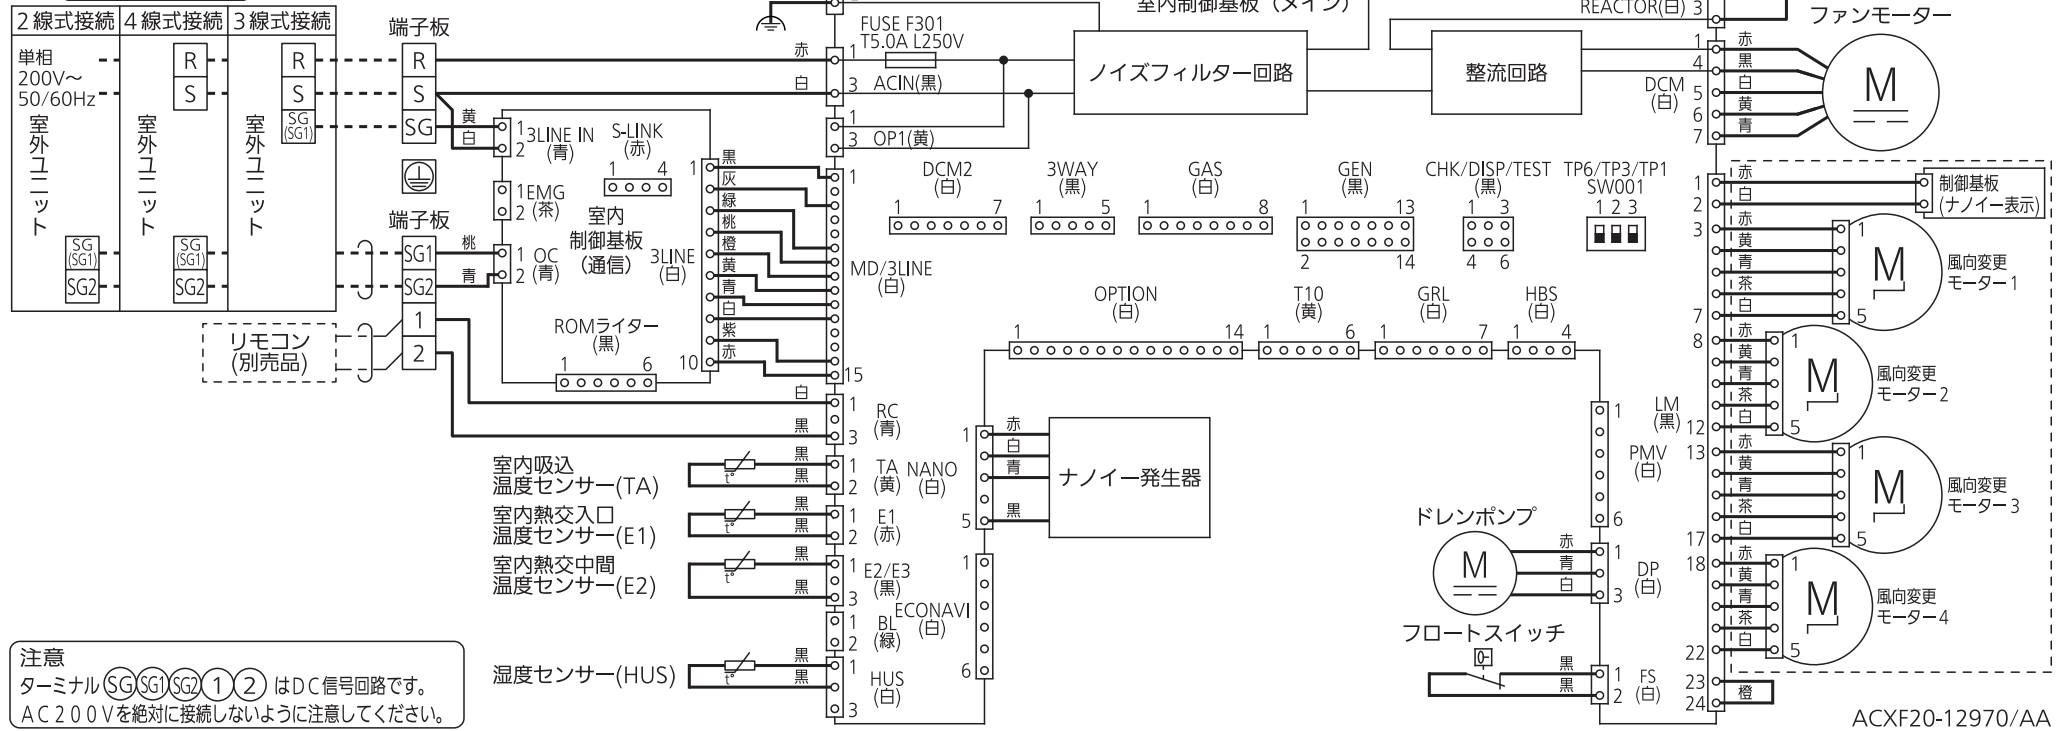 2線式接続 4線式接続 3線式接続
単相
200V～
50/60Hz
室外ユニット
室外ユニット
室外ユニット
R
S
R
S
SG
(SG1)
SG
(SG1)
SG2
SG
(SG1)
SG2
リモコン
(別売品)
端子板
R
S
SG
端子板
SG1
SG2
1
2
赤
白
黄
白
桃
青
1 3LINE IN
2 (青)
S-LINK
(赤)
1 4
1 EMG
2 (茶)
室内
制御基板
(通信)
1 OC
2 (青)
3LINE
(白)
1
10
ROMライター
(黒)
1 6
黒
灰
緑
桃
橙
黄
青
白
紫
赤
1
MD/3LINE
(白)
15
FUSE F301
T5.0A L250V
1
3 ACIN(黒)
1
3 OP1(黄)
室内制御基板（メイン）
ノイズフィルター回路
整流回路
REACTOR(白) 3
ファンモーター
M
1
4
DCM
(白)
5
6
7
赤
黒
白
黄
青
DCM2
(白)
1 7
3WAY
(黒)
1 5
GAS
(白)
1 8
GEN
(黒)
1 13
2 14
CHK/DISP/TEST
(黒)
1 3
4 6
TP6/TP3/TP1
SW001
1 2 3
OPTION
(白)
1 14
T10
(黄)
1 6
GRL
(白)
1 7
HBS
(白)
1 4
白
黒
1 RC
3 (青)
室内吸込
温度センサー(TA)
t°
黒
黒
1 TA
2 (黄)
室内熱交入口
温度センサー(E1)
t°
黒
黒
1 E1
2 (赤)
室内熱交中間
温度センサー(E2)
t°
黒
黒
1 E2/E3
3 (黒)
1 BL
2 (緑)
湿度センサー(HUS)
t°
黒
黒
1
HUS
(白)
3
NANO
(白)
1
5
赤
白
青
黒
ナノイー発生器
ECONAVI
(白)
1
6
LM
(黒)
PMV
(白)
1
6
ドレンポンプ
M
赤
青
白
1
DP
(白)
3
フロートスイッチ
黒
黒
1 FS
2 (白)
1
2
3
7
8
12
13
17
18
22
23
24
赤
白
制御基板
(ナノイー表示)
赤
黄
青
茶
白
1
5
M
風向変更
モーター1
赤
黄
青
茶
白
1
5
M
風向変更
モーター2
赤
黄
青
茶
白
1
5
M
風向変更
モーター3
赤
黄
青
茶
白
1
5
M
風向変更
モーター4
橙
注意
ターミナル SG SG1 SG2 1 2 はDC信号回路です。
AC200Vを絶対に接続しないように注意してください。
ACXF20-12970/AA